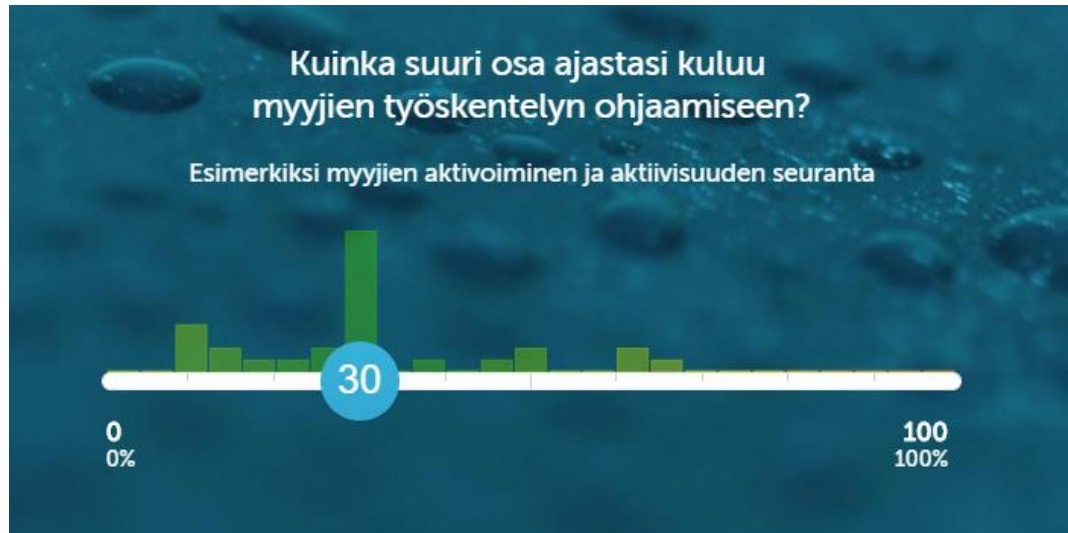 Kuinka suuri osa ajastasi kuluu
myyjien työskentelyn ohjaamiseen?
Esimerkiksi myyjien aktivoiminen ja aktiivisuuden seuranta
30
0
0%
100
100%